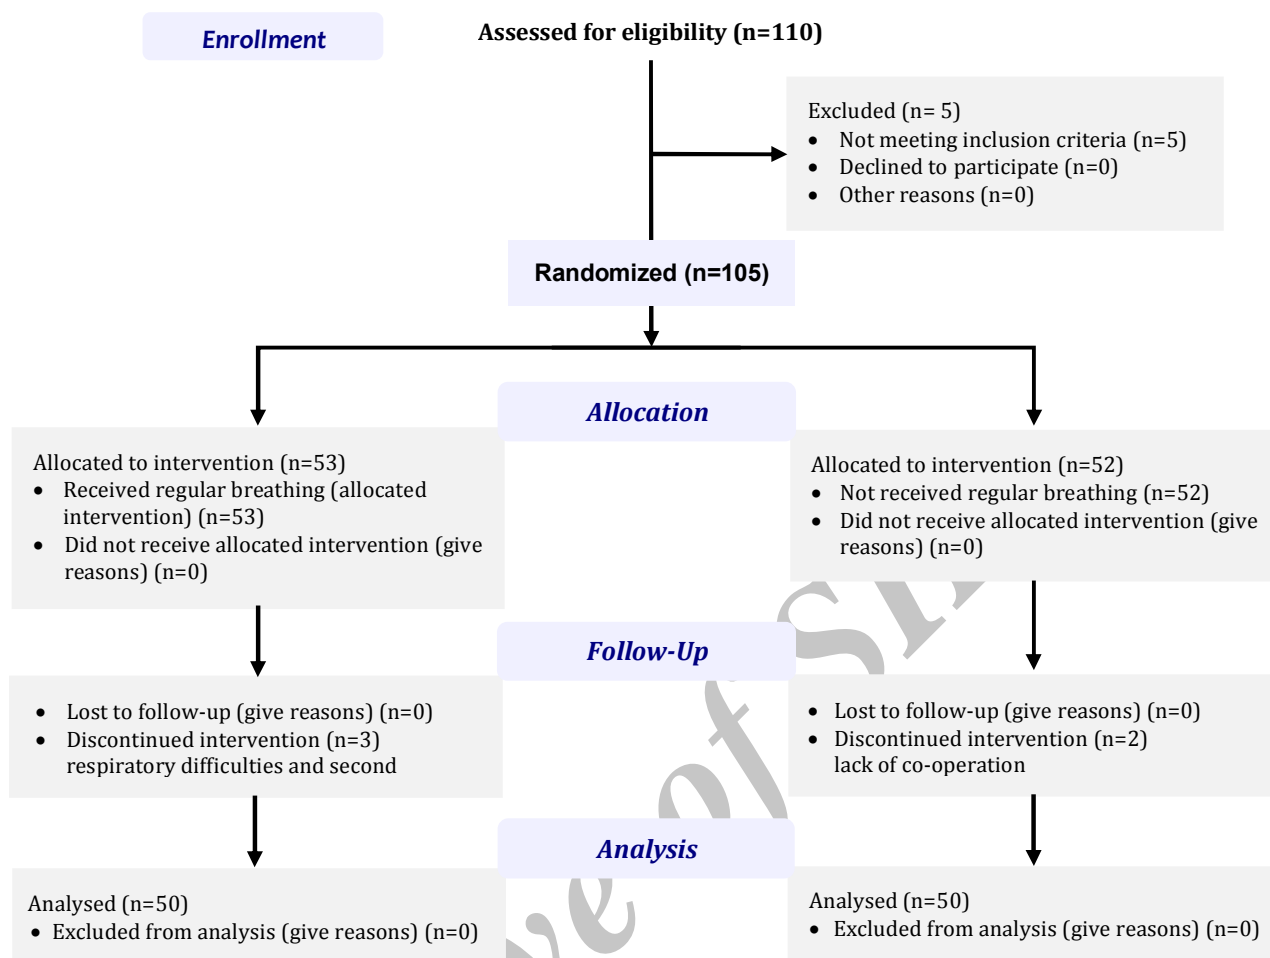 Enrollment
Assessed for eligibility (n=110)
Excluded (n= 5)
• Not meeting inclusion criteria (n=5)
• Declined to participate (n=0)
• Other reasons (n=0)
Randomized (n=105)
Allocation
Allocated to intervention (n=53)
• Received regular breathing (allocated
intervention) (n=53)
• Did not receive allocated intervention (give
reasons) (n=0)
Allocated to intervention (n=52)
• Not received regular breathing (n=52)
• Did not receive allocated intervention (give
reasons) (n=0)
Follow-Up
• Lost to follow-up (give reasons) (n=0)
• Discontinued intervention (n=3)
respiratory difficulties and second
• Lost to follow-up (give reasons) (n=0)
• Discontinued intervention (n=2)
lack of co-operation
Analysis
Analysed (n=50)
• Excluded from analysis (give reasons) (n=0)
Analysed (n=50)
• Excluded from analysis (give reasons) (n=0)
of